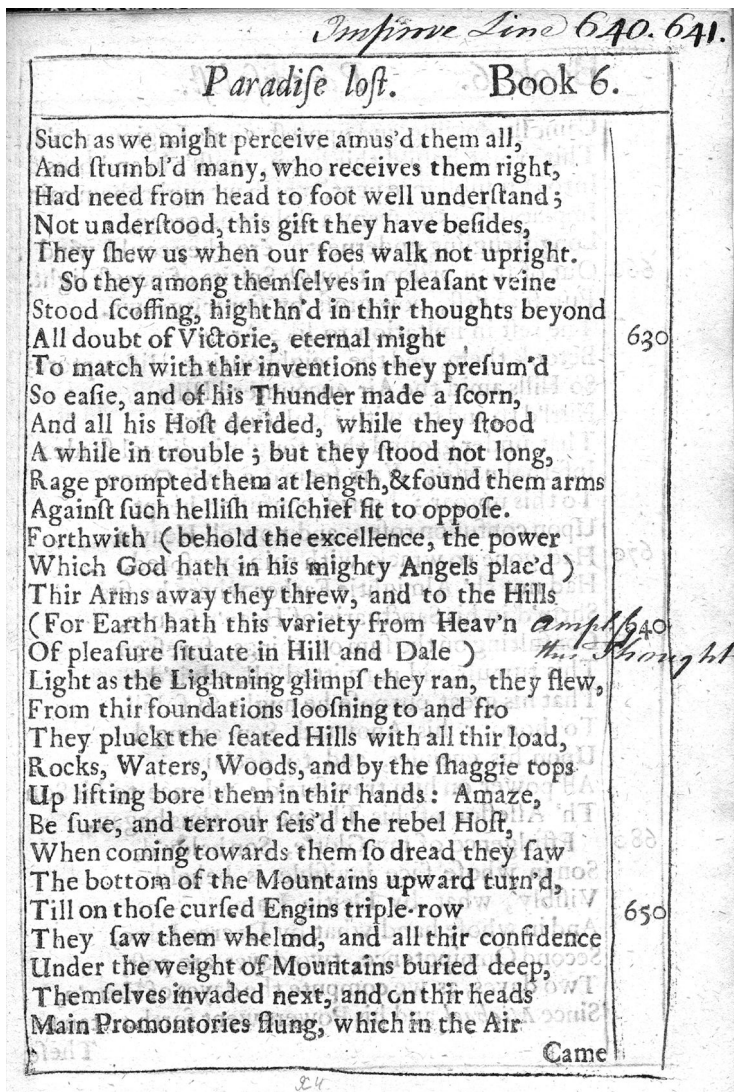 Improve Line 640. 641.
Paradiſe loſt. Book 6.
Such as we might perceive amus'd them all,
And ſtumbl'd many, who receives them right,
Had need from head to foot well underſtand;
Not underſtood, this gift they have beſides,
They ſhew us when our foes walk not upright.
So they among themſelves in pleaſant veine
Stood ſcoffing, highthn'd in thir thoughts beyond
All doubt of Victorie, eternal might 630
To match with thir inventions they preſum'd
So eaſie, and of his Thunder made a ſcorn,
And all his Hoſt derided, while they ſtood
A while in trouble; but they ſtood not long,
Rage prompted them at length, & found them arms
Againſt ſuch helliſh miſchief fit to oppoſe.
Forthwith (behold the excellence, the power
Which God hath in his mighty Angels plac'd)
Thir Arms away they threw, and to the Hills
(For Earth hath this variety from Heav'n 640
Of pleaſure ſituate in Hill and Dale) this Thought
Light as the Lightning glimpſ they ran, they flew,
From thir foundations looſning to and fro
They pluckt the ſeated Hills with all thir load,
Rocks, Waters, Woods, and by the ſhaggie tops
Up lifting bore them in thir hands: Amaze,
Be ſure, and terrour ſeis'd the rebel Hoſt,
When coming towards them ſo dread they ſaw
The bottom of the Mountains upward turn'd,
Till on thoſe curſed Engins triple-row 650
They ſaw them whelmd, and all thir confidence
Under the weight of Mountains buried deep,
Themſelves invaded next, and on thir heads
Main Promontories flung, which in the Air
Came